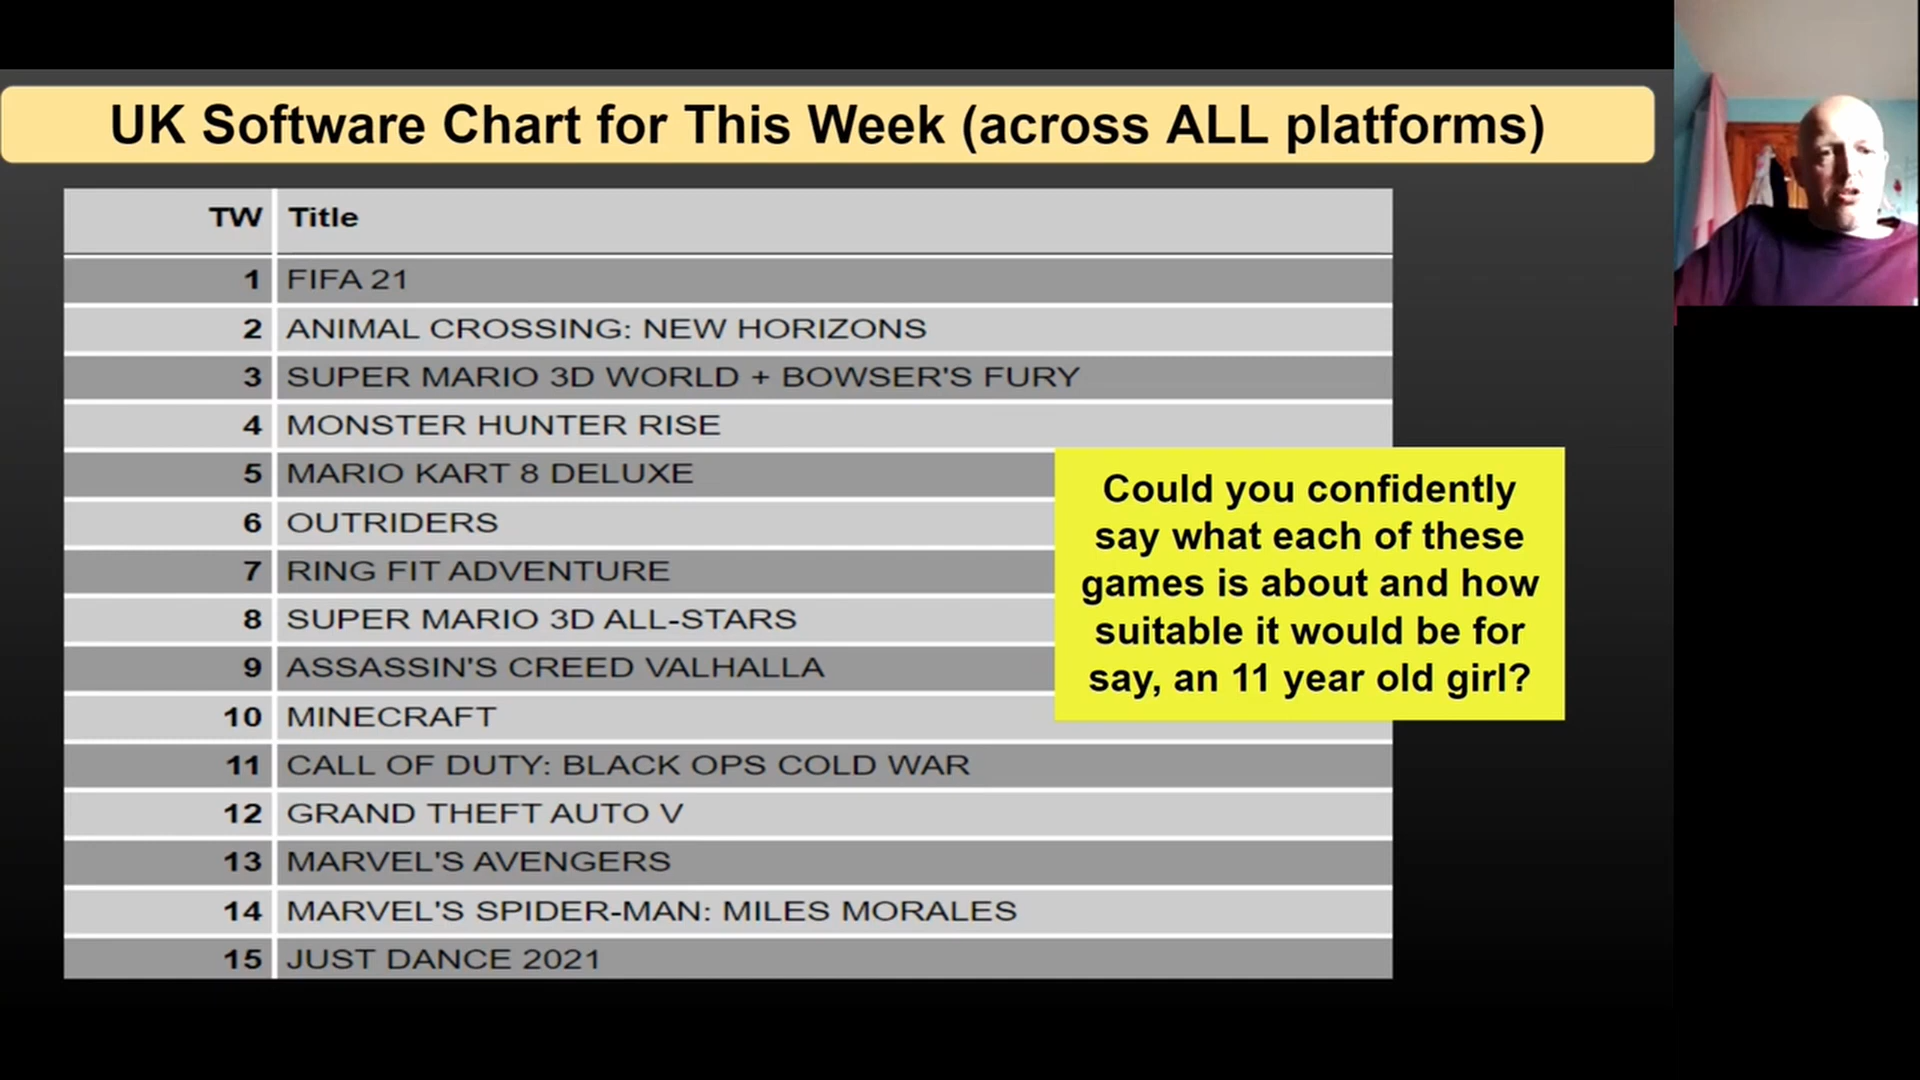 UK Software Chart for This Week (across ALL platforms)
TW Title
1 FIFA 21
2 ANIMAL CROSSING: NEW HORIZONS
3 SUPER MARIO 3D WORLD + BOWSER'S FURY
4 MONSTER HUNTER RISE
5 MARIO KART 8 DELUXE
6 OUTRIDERS
7 RING FIT ADVENTURE
8 SUPER MARIO 3D ALL-STARS
9 ASSASSIN'S CREED VALHALLA
10 MINECRAFT
11 CALL OF DUTY: BLACK OPS COLD WAR
12 GRAND THEFT AUTO V
13 MARVEL'S AVENGERS
14 MARVEL'S SPIDER-MAN: MILES MORALES
15 JUST DANCE 2021
Could you confidently
say what each of these
games is about and how
suitable it would be for
say, an 11 year old girl?